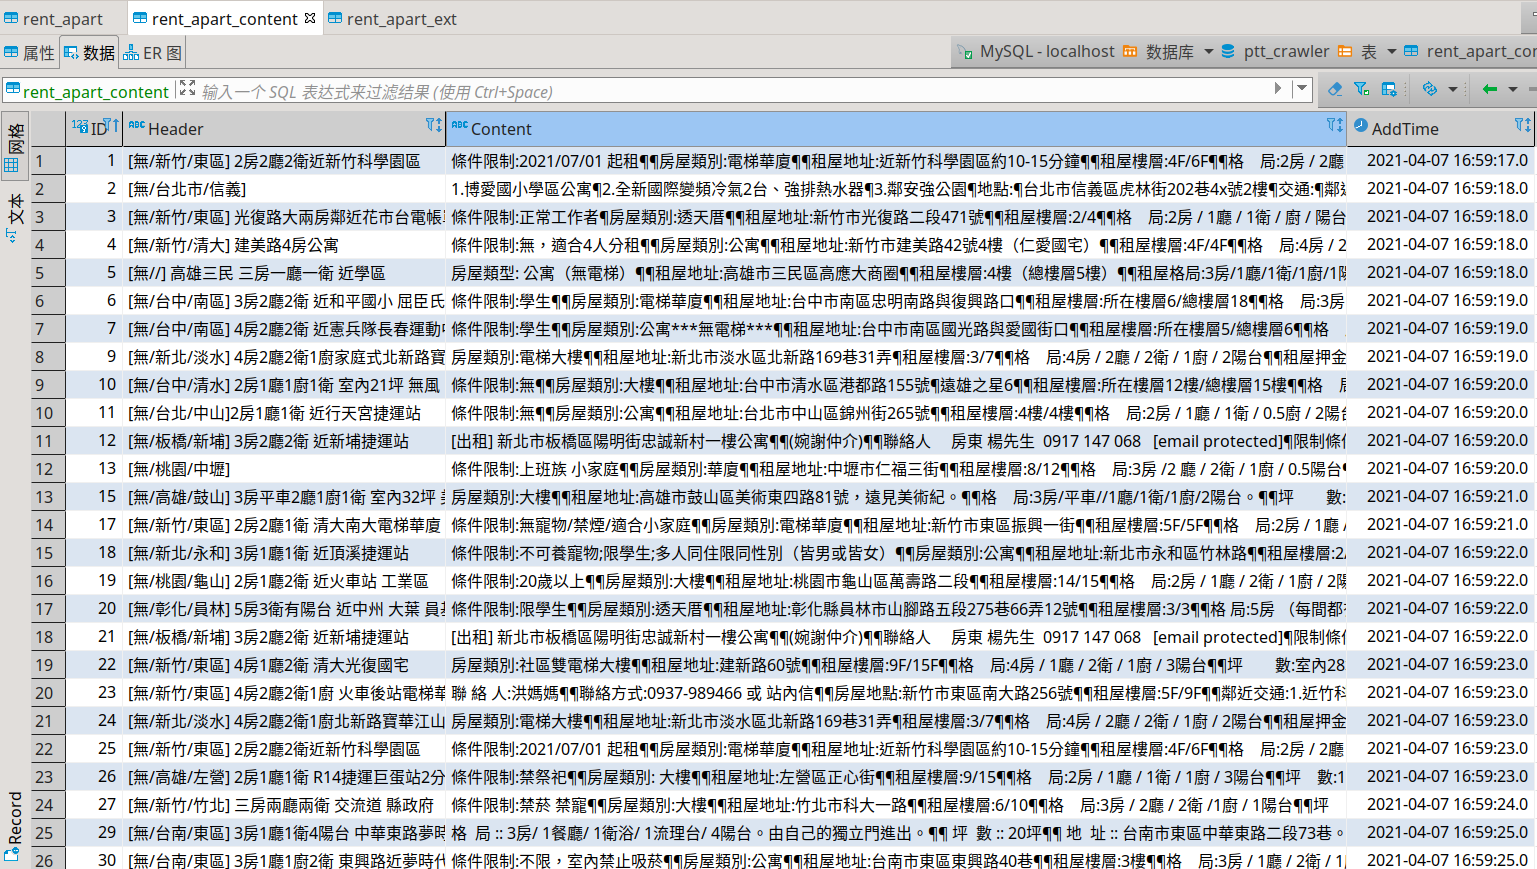 rent_apart
rent_apart_content
rent_apart_ext
属性
数据
ER 图
MySQL - localhost 数据库 ptt_crawler 表 rent_apart_cor
rent_apart_content 输入一个 SQL 表达式来过滤结果 (使用 Ctrl+Space)
网格
文本
Record
123 ID ABC Header ABC Content AddTime
1 1 [無/新竹/東區] 2房2廳2衛近新竹科學園區 條件限制:2021/07/01 起租¶¶房屋類別:電梯華廈¶¶租屋地址:近新竹科學園區約10-15分鐘¶¶租屋樓層:4F/6F¶¶格　局:2房 / 2廳 2021-04-07 16:59:17.0
2 2 [無/台北市/信義] 1.博愛國小學區公寓¶2.全新國際變頻冷氣2台、強排熱水器¶3.鄰安強公園¶地點:¶台北市信義區虎林街202巷4x號2樓¶交通:¶鄰 2021-04-07 16:59:18.0
3 3 [無/新竹/東區] 光復路大兩房鄰近花市台電帳 條件限制:正常工作者¶房屋類別:透天厝¶¶租屋地址:新竹市光復路二段471號¶¶租屋樓層:2/4¶¶格　局:2房 / 1廳 / 1衛 / 廚 / 陽台 2021-04-07 16:59:18.0
4 4 [無/新竹/清大] 建美路4房公寓 條件限制:無，適合4人分租¶¶房屋類別:公寓¶¶租屋地址:新竹市建美路42號4樓（仁愛國宅）¶¶租屋樓層:4F/4F¶¶格　局:4房 / 2 2021-04-07 16:59:18.0
5 5 [無//] 高雄三民 三房一廳一衛 近學區 房屋類型: 公寓（無電梯）¶¶租屋地址:高雄市三民區高應大商圈¶¶租屋樓層:4樓（總樓層5樓）¶¶租屋格局:3房/1廳/1衛/1廚/1陽 2021-04-07 16:59:18.0
6 6 [無/台中/南區] 3房2廳2衛 近和平國小 屈臣氏 條件限制:學生¶¶房屋類別:電梯華廈¶¶租屋地址:台中市南區忠明南路與復興路口¶¶租屋樓層:所在樓層6/總樓層18¶¶格　局:3房 2021-04-07 16:59:19.0
7 7 [無/台中/南區] 4房2廳2衛 近憲兵隊長春運動 條件限制:學生¶¶房屋類別:公寓***無電梯***¶¶租屋地址:台中市南區國光路與愛國街口¶¶租屋樓層:所在樓層5/總樓層6¶¶格 2021-04-07 16:59:19.0
8 9 [無/新北/淡水] 4房2廳2衛1廚家庭式北新路寶 房屋類別:電梯大樓¶¶租屋地址:新北市淡水區北新路169巷31弄¶租屋樓層:3/7¶¶格　局:4房 / 2廳 / 2衛 / 1廚 / 2陽台¶¶租屋押金 2021-04-07 16:59:19.0
9 10 [無/台中/清水] 2房1廳1廚1衛 室內21坪 無風 條件限制:無¶¶房屋類別:大樓¶¶租屋地址:台中市清水區港都路155號¶遠雄之星6¶¶租屋樓層:所在樓層12樓/總樓層15樓¶¶格　局 2021-04-07 16:59:20.0
10 11 [無/台北/中山]2房1廳1衛 近行天宮捷運站 條件限制:無¶¶房屋類別:公寓¶¶租屋地址:台北市中山區錦州街265號¶¶租屋樓層:4樓/4樓¶¶格　局:2房 / 1廳 / 1衛 / 0.5廚 / 2陽台 2021-04-07 16:59:20.0
11 12 [無/板橋/新埔] 3房2廳2衛 近新埔捷運站 [出租] 新北市板橋區陽明街忠誠新村一樓公寓¶¶(婉謝仲介)¶¶聯絡人　房東 楊先生 0917 147 068 [email protected]¶限制條件 2021-04-07 16:59:20.0
12 13 [無/桃園/中壢] 條件限制:上班族 小家庭¶¶房屋類別:華廈¶¶租屋地址:中壢市仁福三街¶¶租屋樓層:8/12¶¶格　局:3房 /2 廳 / 2衛 / 1廚 / 0.5陽台¶ 2021-04-07 16:59:20.0
13 15 [無/高雄/鼓山] 3房平車2廳1廚1衛 室內32坪 房屋類別:大樓¶¶租屋地址:高雄市鼓山區美術東四路81號，遠見美術紀。¶¶格　局:3房/平車//1廳/1衛/1廚/2陽台。¶¶坪　　數: 2021-04-07 16:59:21.0
14 17 [無/新竹/東區] 2房2廳1衛 清大南大電梯華廈 條件限制:無寵物/禁煙/適合小家庭¶¶房屋類別:電梯華廈¶¶租屋地址:新竹市東區振興一街¶¶租屋樓層:5F/5F¶¶格　局:2房 / 1廳 / 2021-04-07 16:59:21.0
15 18 [無/新北/永和] 3房1廳1衛 近頂溪捷運站 條件限制:不可養寵物;限學生;多人同住限同性別（皆男或皆女）¶¶房屋類別:公寓¶¶租屋地址:新北市永和區竹林路¶¶租屋樓層:2/ 2021-04-07 16:59:22.0
16 19 [無/桃園/龜山] 2房1廳2衛 近火車站 工業區 條件限制:20歲以上¶¶房屋類別:大樓¶¶租屋地址:桃園市龜山區萬壽路二段¶¶租屋樓層:14/15¶¶格　局:2房 / 1廳 / 2衛 / 1廚 / 2陽 2021-04-07 16:59:22.0
17 20 [無/彰化/員林] 5房3衛有陽台 近中州 大葉 員 條件限制:限學生¶¶房屋類別:透天厝¶¶租屋地址:彰化縣員林市山腳路五段275巷66弄12號¶¶租屋樓層:3/3¶¶格 局:5房 （每間都 2021-04-07 16:59:22.0
18 21 [無/板橋/新埔] 3房2廳2衛 近新埔捷運站 [出租] 新北市板橋區陽明街忠誠新村一樓公寓¶¶(婉謝仲介)¶¶聯絡人　房東 楊先生 0917 147 068 [email protected]¶限制條件 2021-04-07 16:59:22.0
19 22 [無/新竹/東區] 4房1廳2衛 清大光復國宅 房屋類別:社區雙電梯大樓¶¶租屋地址:建新路60號¶¶租屋樓層:9F/15F¶¶格　局:4房 / 1廳 / 2衛 / 1廚 / 3陽台¶¶坪　　數:室內28 2021-04-07 16:59:23.0
20 23 [無/新竹/東區] 4房2廳2衛1廚 火車後站電梯華 聯 絡 人:洪媽媽¶¶聯絡方式:0937-989466 或 站內信¶¶房屋地點:新竹市東區南大路256號¶¶租屋樓層:5F/9F¶¶鄰近交通:1.近竹科 2021-04-07 16:59:23.0
21 24 [無/新北/淡水] 4房2廳2衛1廚北新路寶華江山 房屋類別:電梯大樓¶¶租屋地址:新北市淡水區北新路169巷31弄¶租屋樓層:3/7¶¶格　局:4房 / 2廳 / 2衛 / 1廚 / 2陽台¶¶租屋押金 2021-04-07 16:59:23.0
22 25 [無/新竹/東區] 2房2廳2衛近新竹科學園區 條件限制:2021/07/01 起租¶¶房屋類別:電梯華廈¶¶租屋地址:近新竹科學園區約10-15分鐘¶¶租屋樓層:4F/6F¶¶格　局:2房 / 2廳 2021-04-07 16:59:23.0
23 26 [無/高雄/左營] 2房1廳1衛 R14捷運巨蛋站2分 條件限制:禁祭祀¶¶房屋類別: 大樓¶¶租屋地址:左營區正心街¶¶租屋樓層:9/15¶¶格　局:2房 / 1廳 / 1衛 / 1廚 / 3陽台¶¶坪　數:1 2021-04-07 16:59:23.0
24 27 [無/新竹/竹北] 三房兩廳兩衛 交流道 縣政府 條件限制:禁菸 禁寵¶¶房屋類別:大樓¶¶租屋地址:竹北市科大一路¶¶租屋樓層:6/10¶¶格　局:3房 / 2廳 / 2衛 /1廚 / 1陽台¶¶坪 2021-04-07 16:59:24.0
25 29 [無/台南/東區] 3房1廳1衛4陽台 中華東路夢時 格 局 :: 3房/ 1餐廳/ 1衛浴/ 1流理台/ 4陽台。由自己的獨立門進出。¶¶ 坪 數 :: 20坪¶¶ 地 址 :: 台南市東區中華東路二段73巷。 2021-04-07 16:59:25.0
26 30 [無/台南/東區] 3房1廳1廚2衛 東興路近夢時代 條件限制:不限，室內禁止吸菸¶¶房屋類別:公寓¶¶租屋地址:台南市東區東興路40巷¶¶租屋樓層:3樓¶¶格　局:3房 / 1廳 / 2衛 / 1 2021-04-07 16:59:25.0